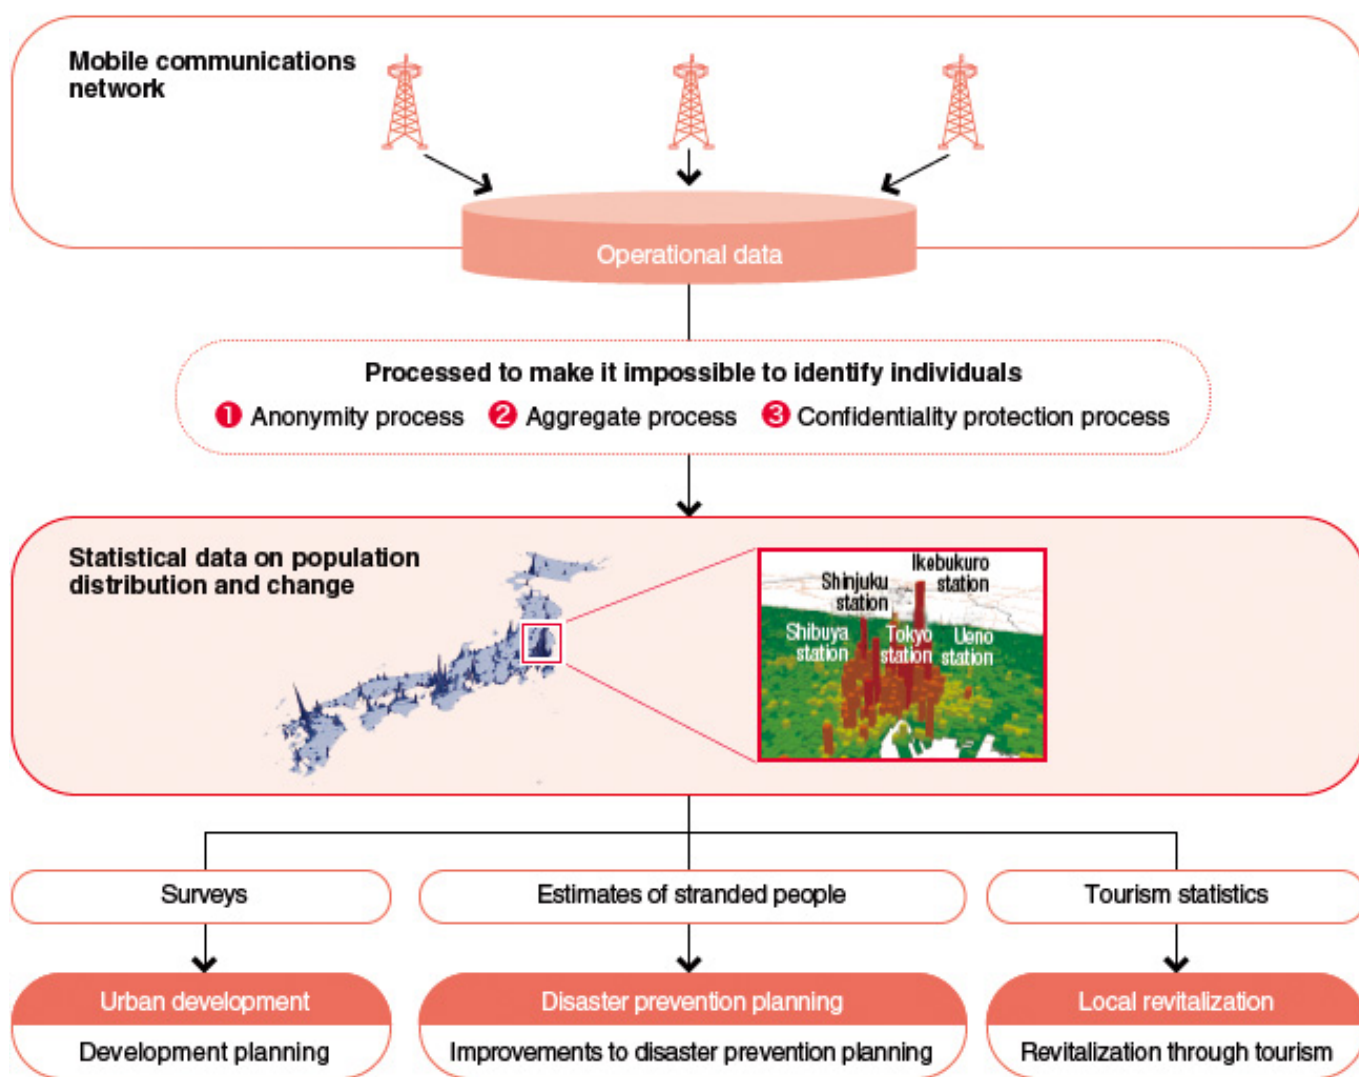 Mobile communications
network
Operational data
Processed to make it impossible to identify individuals
1 Anonymity process 2 Aggregate process 3 Confidentiality protection process
Statistical data on population
distribution and change
Ikebukuro
station
Shinjuku
station
Shibuya
station
Tokyo
station
Ueno
station
Surveys
Estimates of stranded people
Tourism statistics
Urban development
Development planning
Disaster prevention planning
Improvements to disaster prevention planning
Local revitalization
Revitalization through tourism